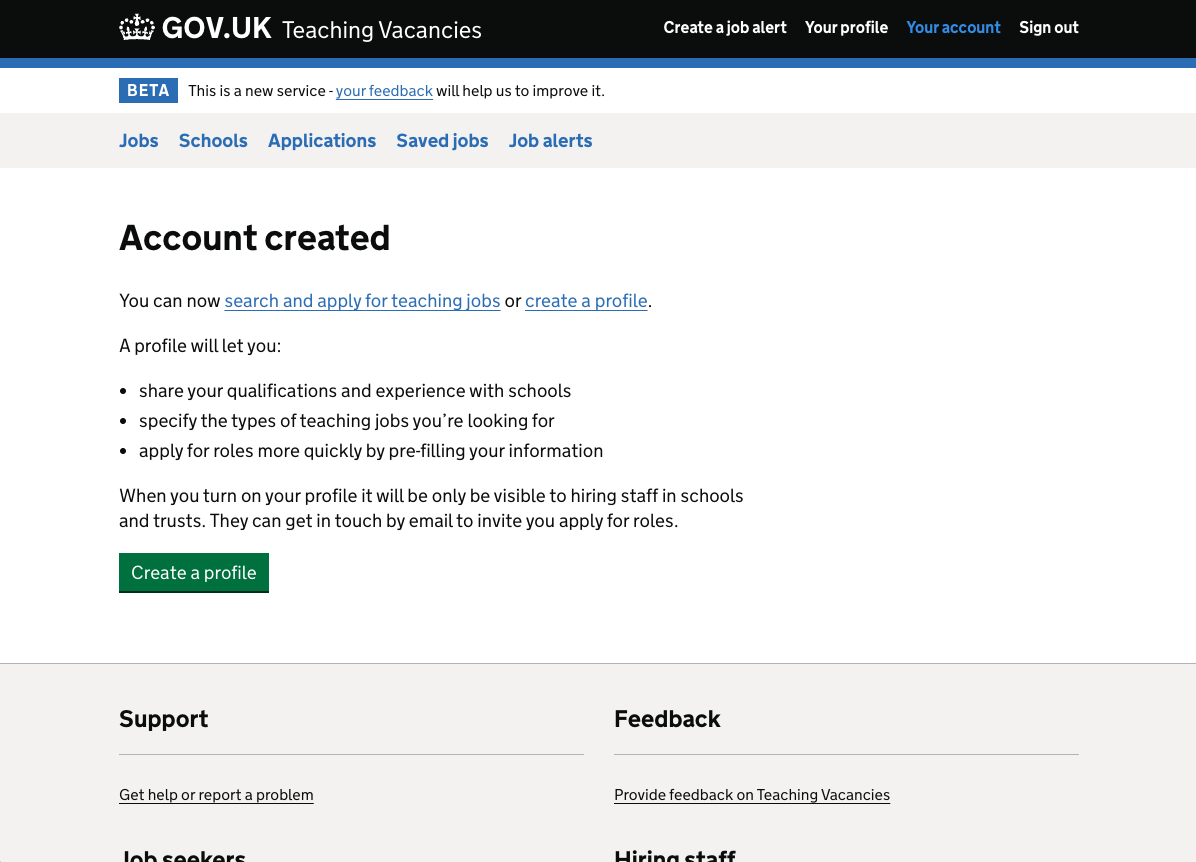 GOV.UK Teaching Vacancies
Create a job alert Your profile Your account Sign out
BETA This is a new service - your feedback will help us to improve it.
Jobs Schools Applications Saved jobs Job alerts
Account created
You can now search and apply for teaching jobs or create a profile.
A profile will let you:
• share your qualifications and experience with schools
• specify the types of teaching jobs you’re looking for
• apply for roles more quickly by pre-filling your information
When you turn on your profile it will be only be visible to hiring staff in schools
and trusts. They can get in touch by email to invite you apply for roles.
Create a profile
Support
Get help or report a problem
Feedback
Provide feedback on Teaching Vacancies
Job seekers
Hiring staff